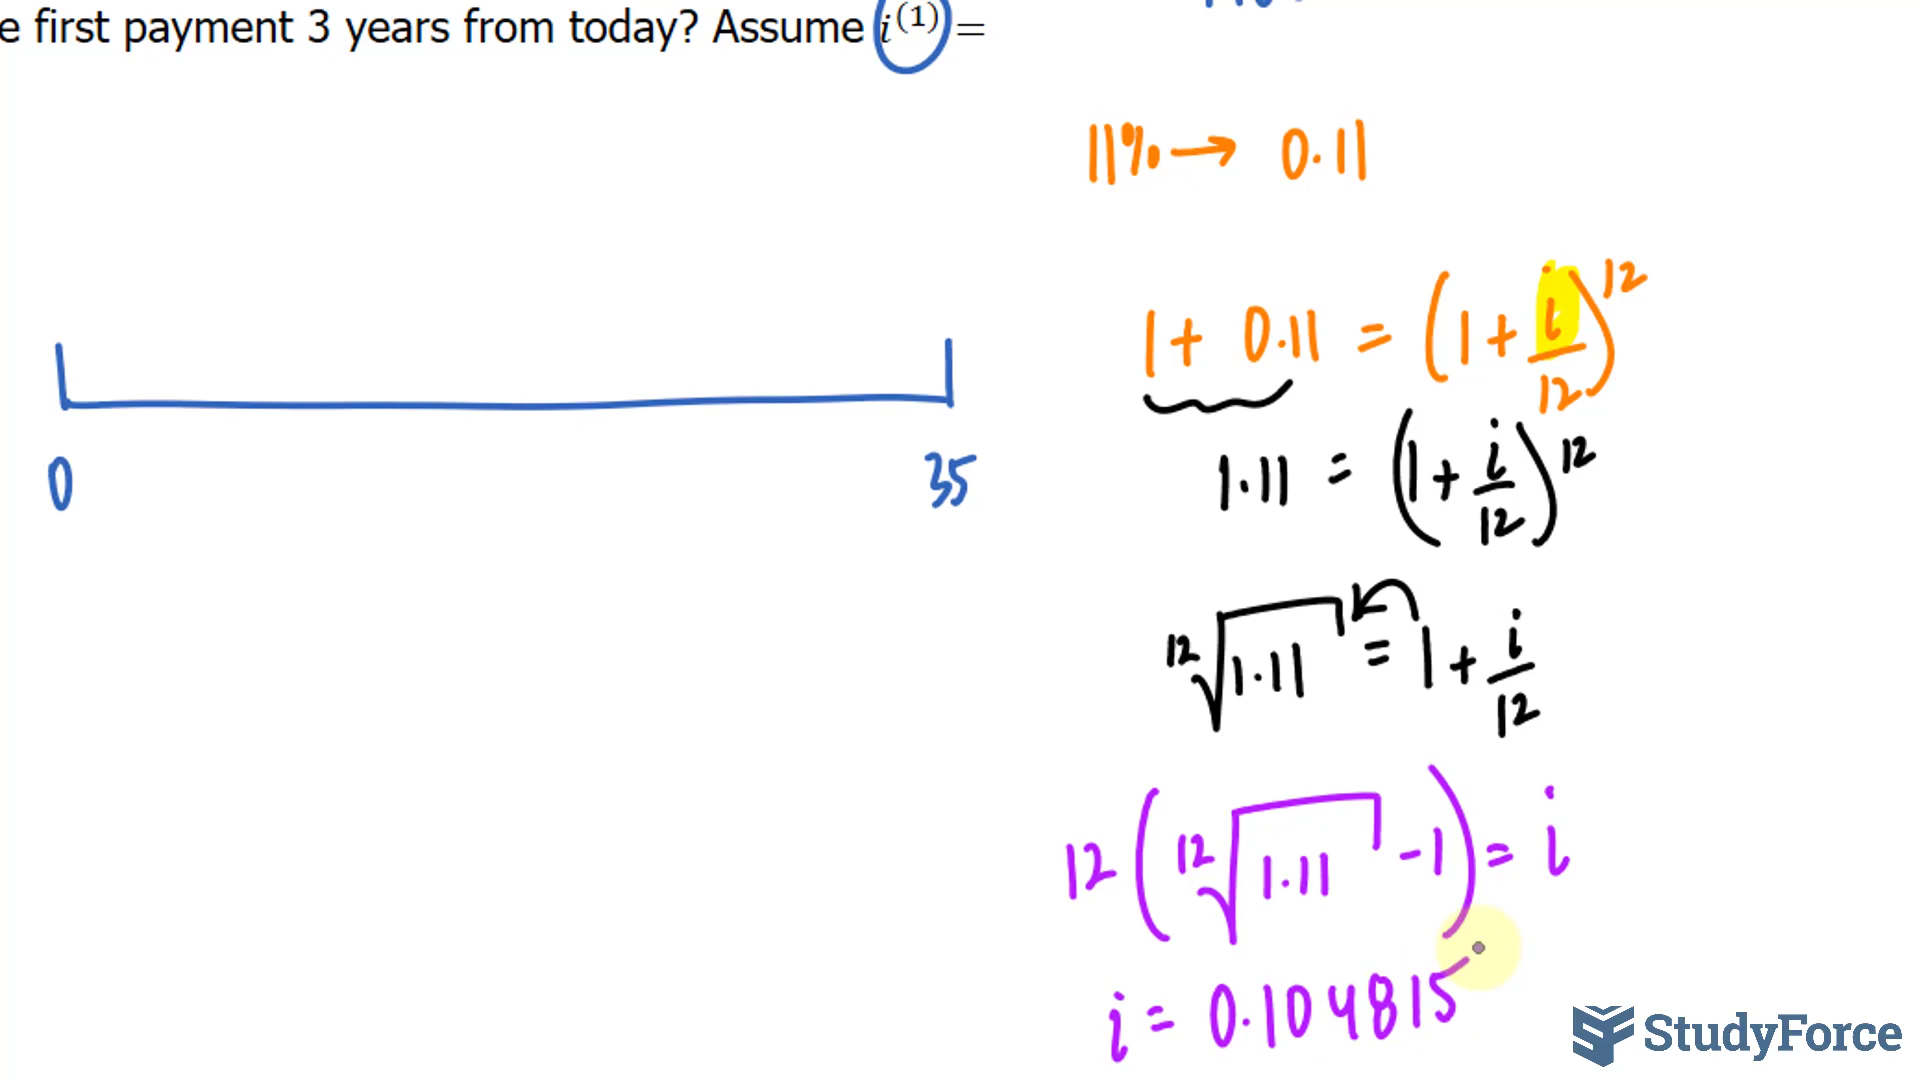 e first payment 3 years from today? Assume i⁽¹⁾ =
11% → 0.11
1 + 0.11 = (1 + i/12)^12
1.11 = (1 + i/12)^12
0 35
¹²√1.11 = 1 + i/12
12(¹²√1.11 - 1) = i
i = 0.104815
StudyForce